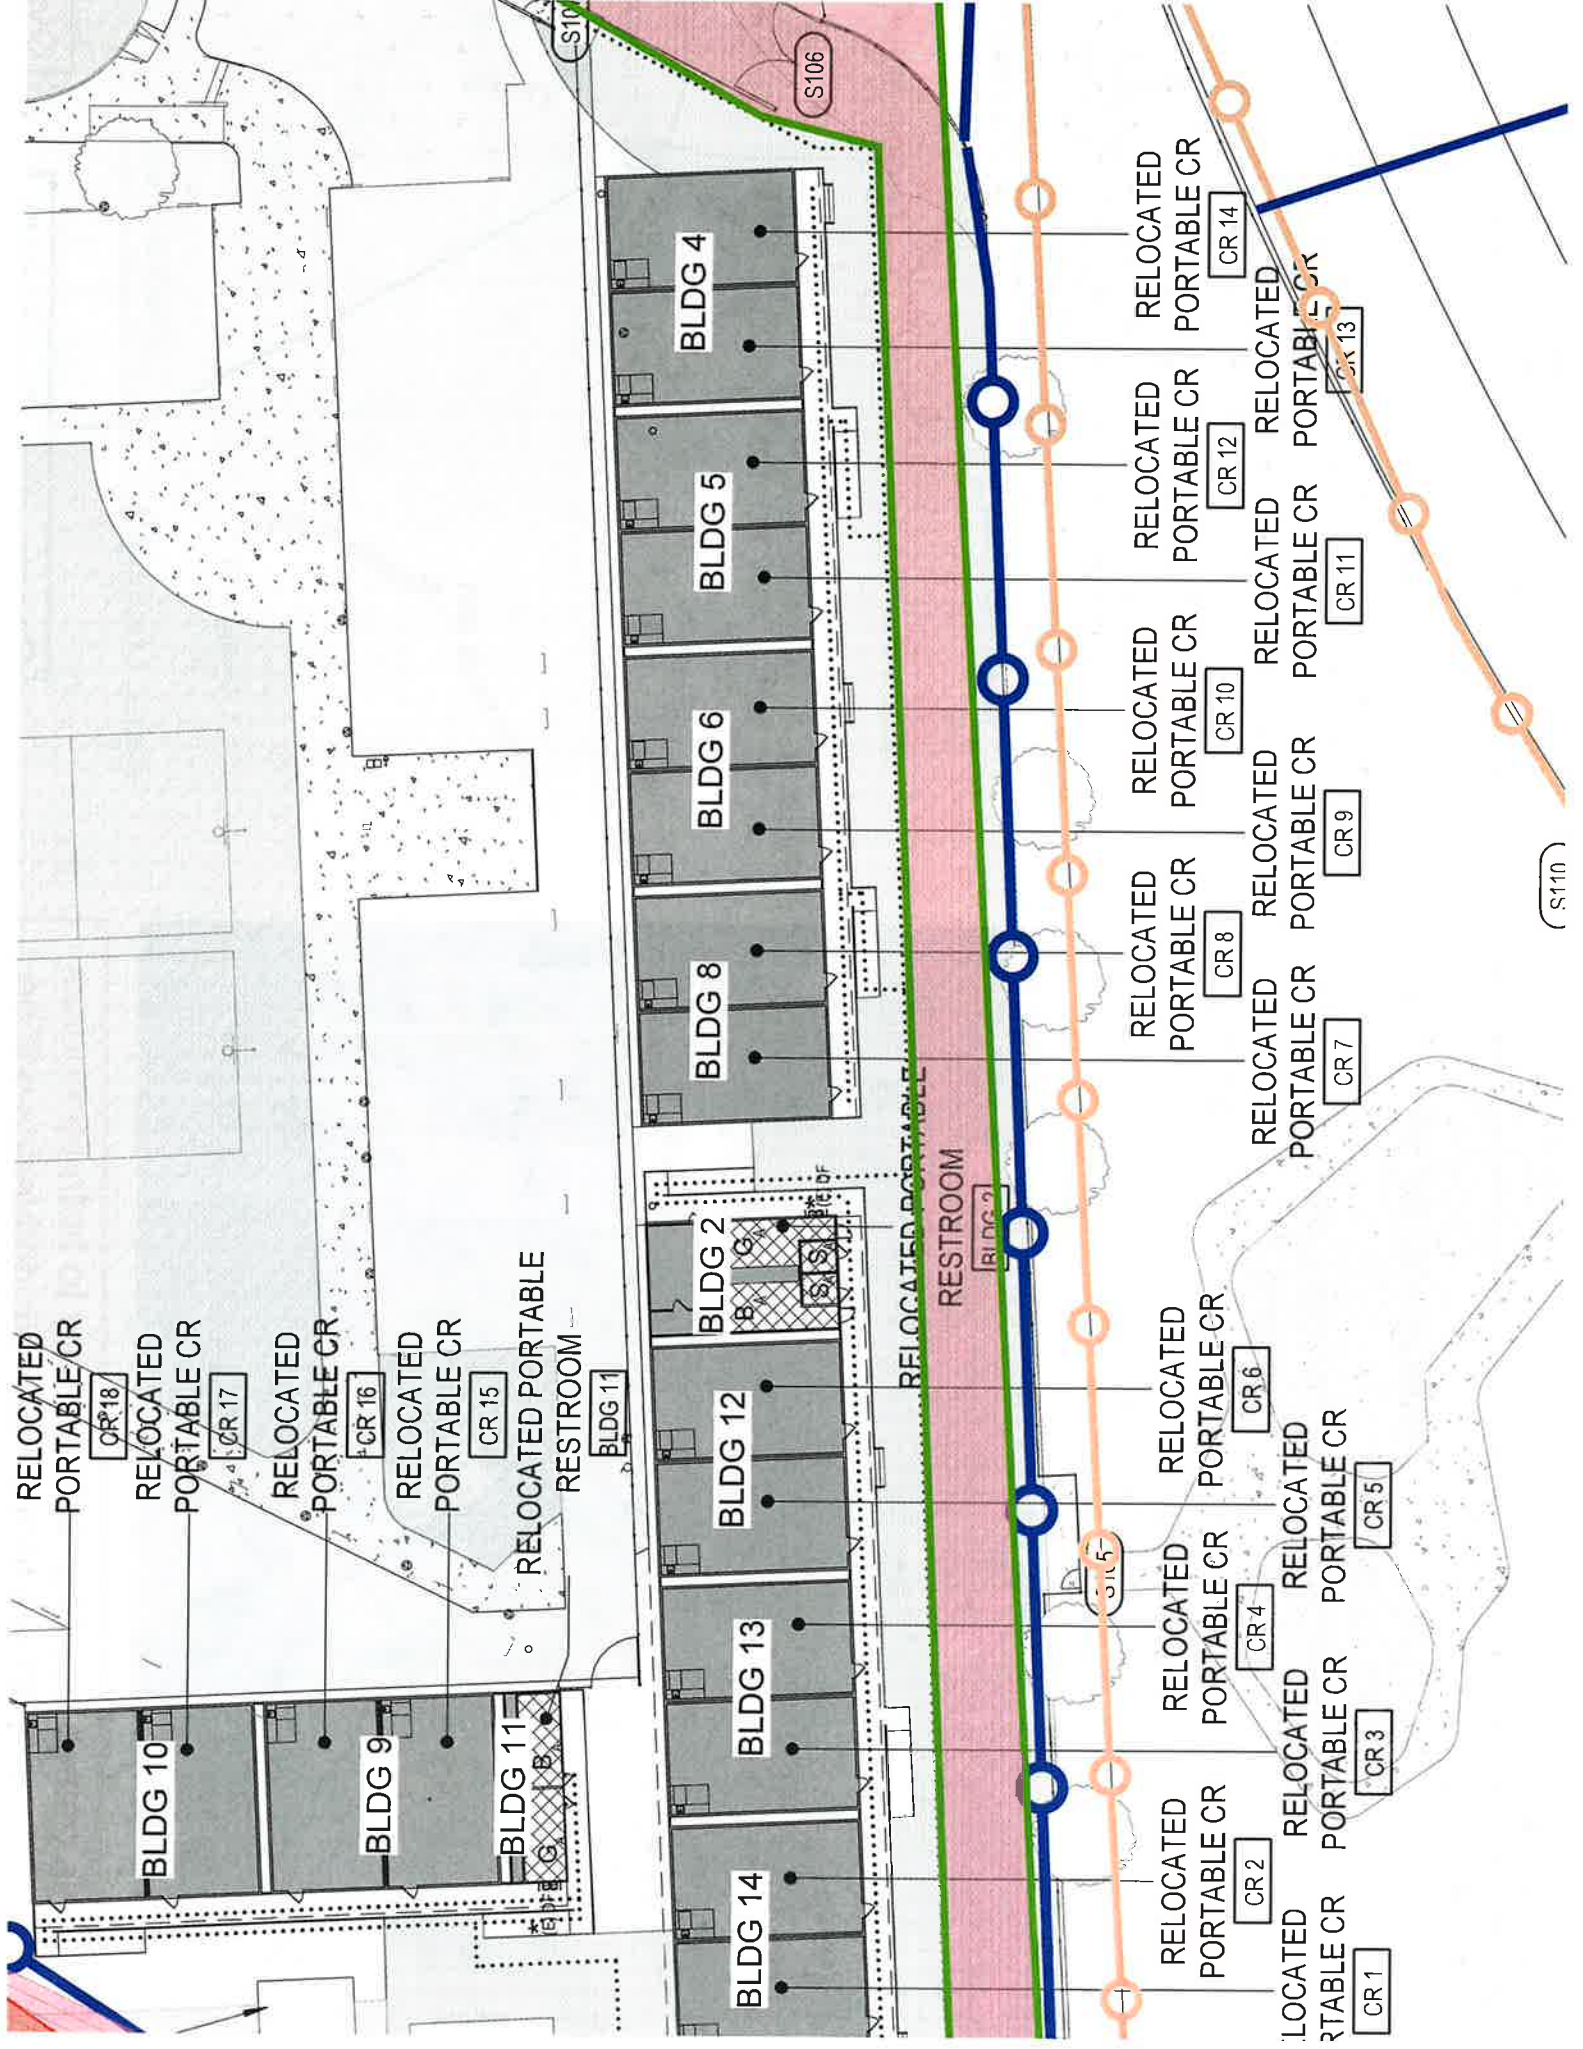 RELOCATED
PORTABLE CR
CR 18
RELOCATED
PORTABLE CR
CR 17
RELOCATED
PORTABLE CR
CR 16
RELOCATED
PORTABLE CR
CR 15
RELOCATED PORTABLE
RESTROOM
BLDG 11
BLDG 10
BLDG 9
BLDG 11
B
A
G
A
BLDG 14
BLDG 13
BLDG 12
BLDG 2
B
A
G
A
S
S
BLDG 8
BLDG 6
BLDG 5
BLDG 4
S106
RELOCATED PORTABLE
RESTROOM
BLDG 2
LOCATED
RTABLE CR
CR 1
RELOCATED
PORTABLE CR
CR 2
RELOCATED
PORTABLE CR
CR 3
RELOCATED
PORTABLE CR
CR 4
RELOCATED
PORTABLE CR
CR 5
RELOCATED
PORTABLE CR
CR 6
RELOCATED
PORTABLE CR
CR 7
RELOCATED
PORTABLE CR
CR 8
RELOCATED
PORTABLE CR
CR 9
RELOCATED
PORTABLE CR
CR 10
RELOCATED
PORTABLE CR
CR 11
RELOCATED
PORTABLE CR
CR 12
RELOCATED
PORTABLE CR
CR 13
RELOCATED
PORTABLE CR
CR 14
S110